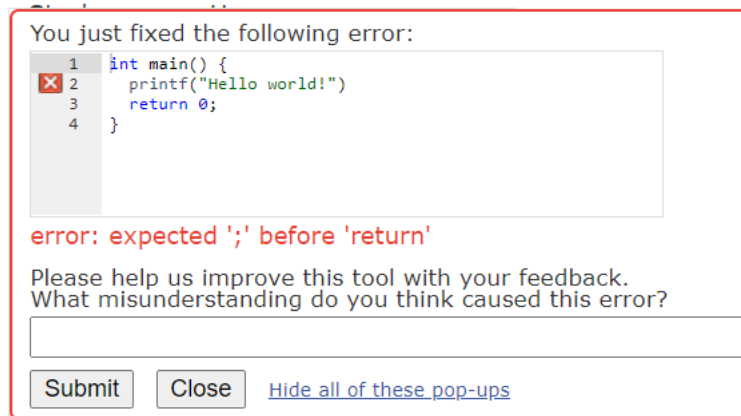 You just fixed the following error:
1 int main() {
2 printf("Hello world!")
3 return 0;
4 }
error: expected ';' before 'return'
Please help us improve this tool with your feedback.
What misunderstanding do you think caused this error?
Submit Close Hide all of these pop-ups